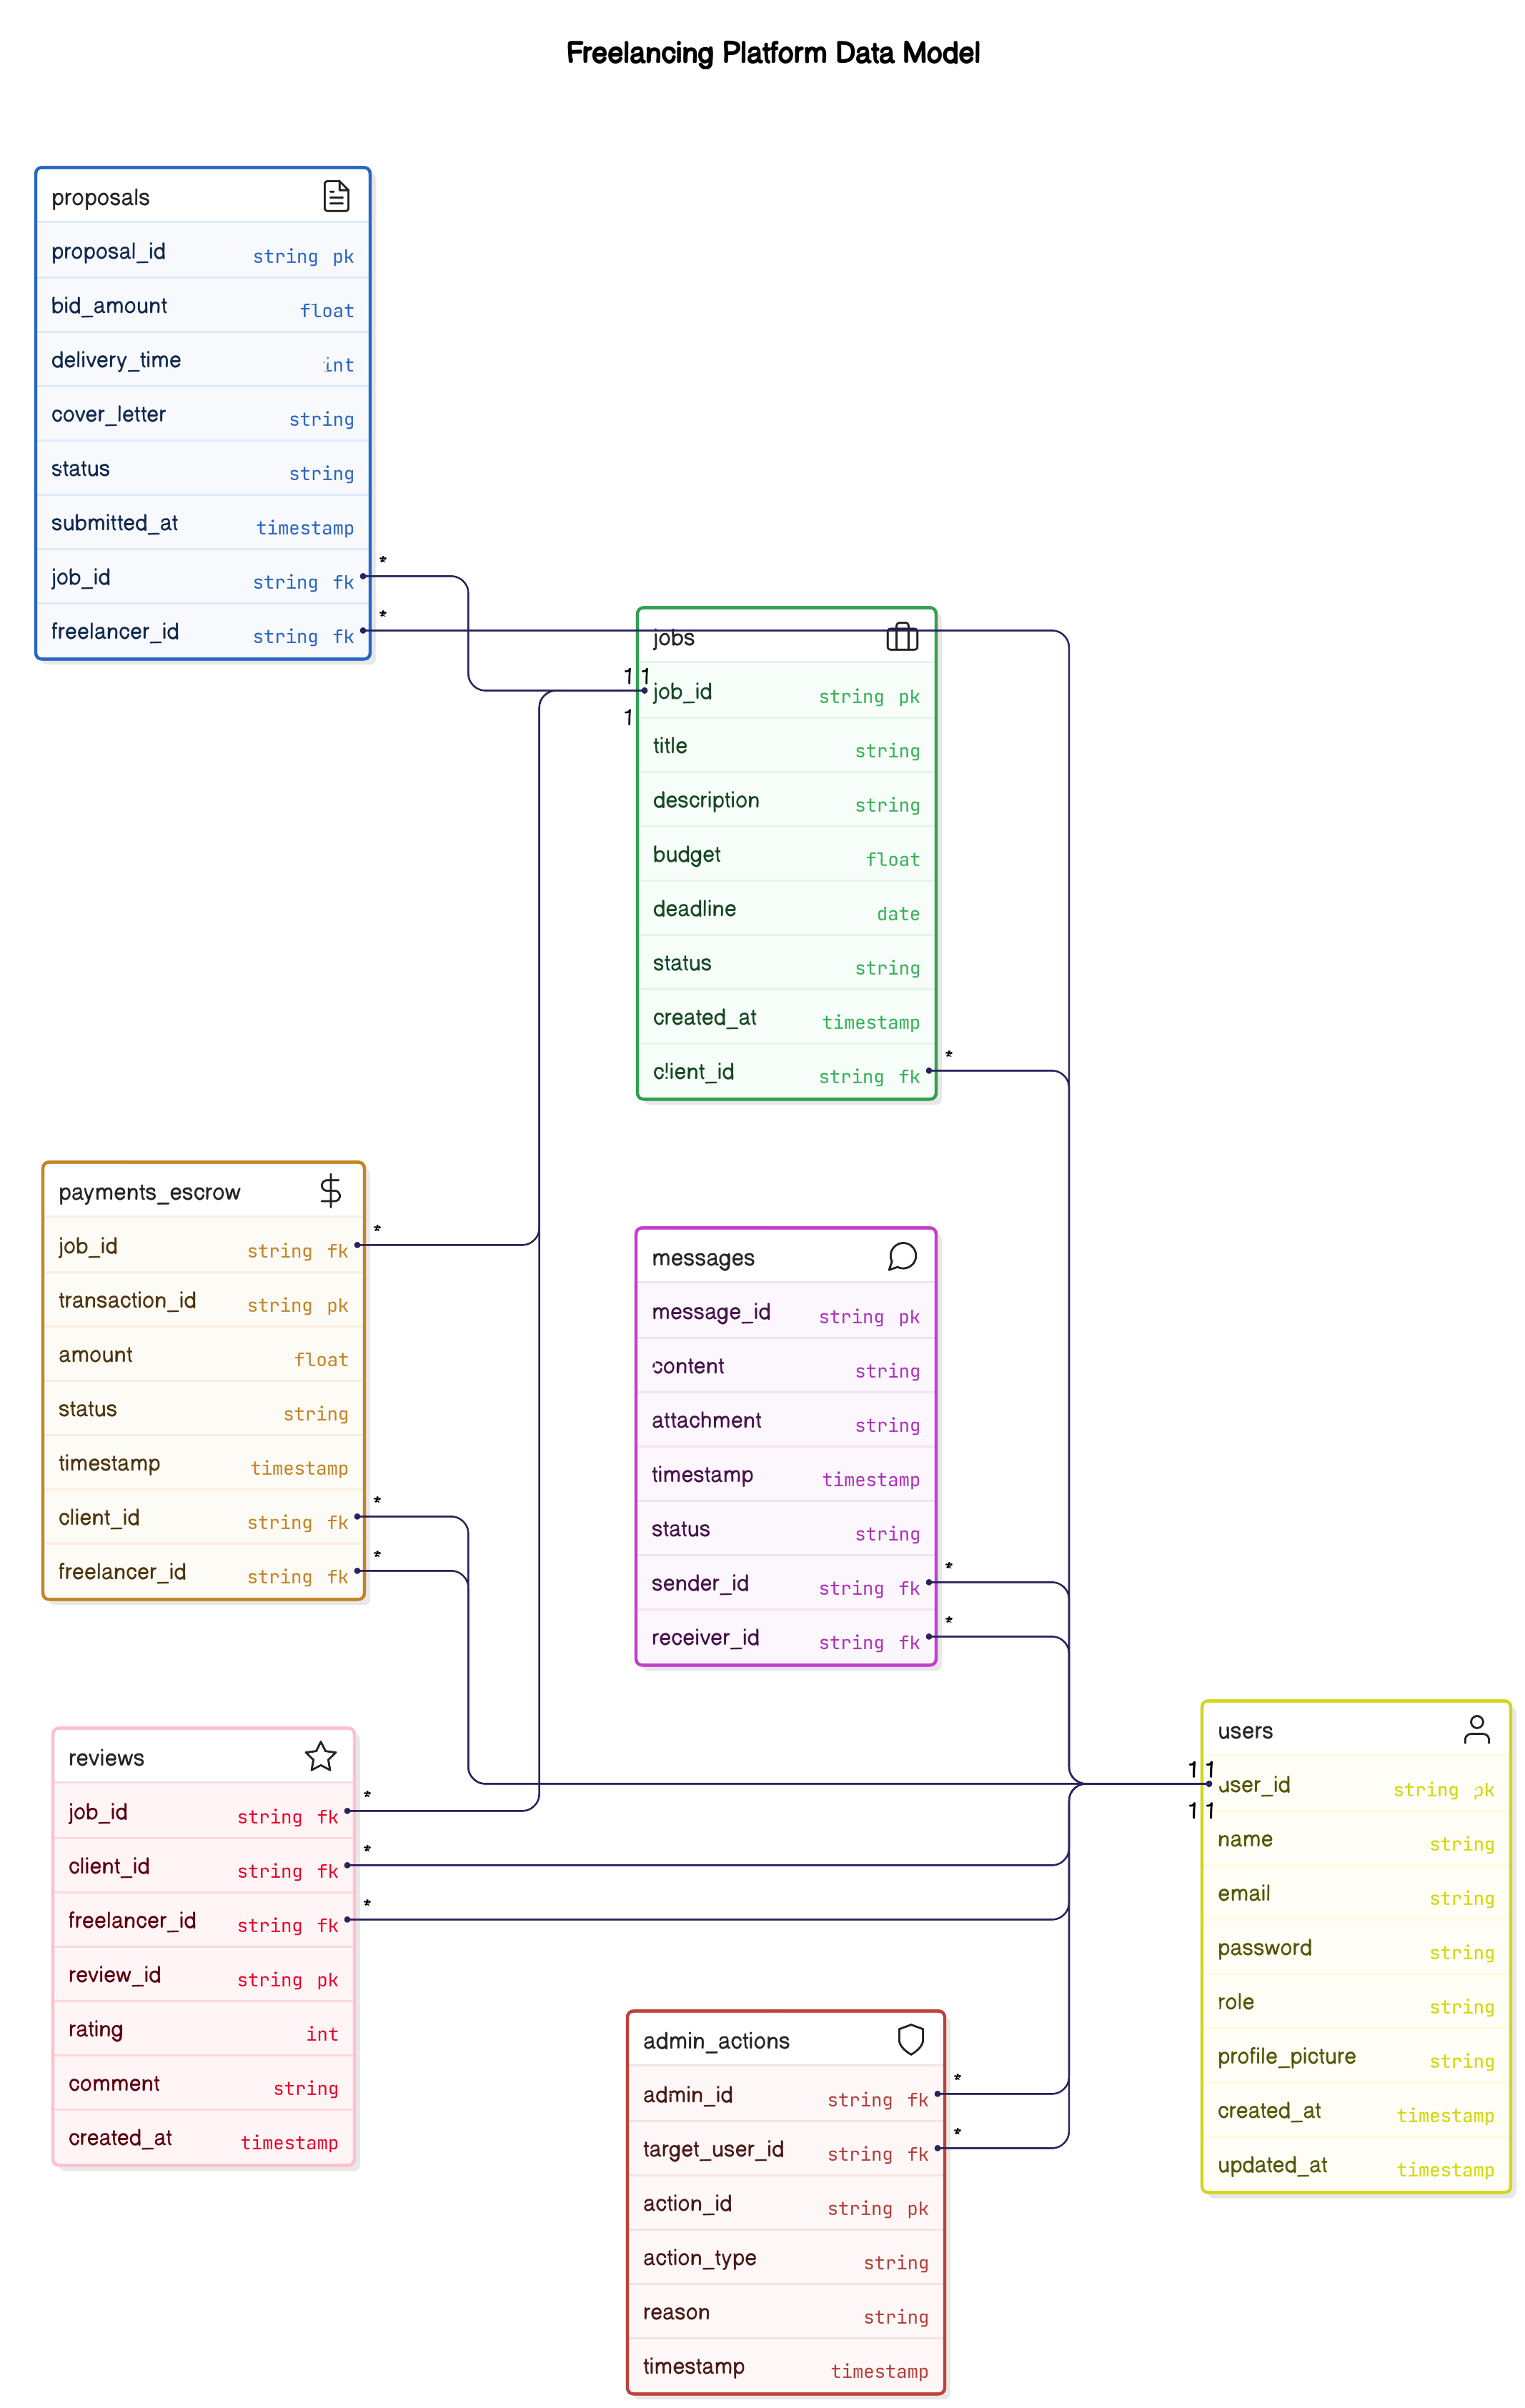 Freelancing Platform Data Model
proposals
proposal_id string pk
bid_amount float
delivery_time int
cover_letter string
status string
submitted_at timestamp
job_id string fk *
freelancer_id string fk *
jobs
1 1
job_id string pk
1
title string
description string
budget float
deadline date
status string
created_at timestamp
client_id string fk *
payments_escrow
job_id string fk *
transaction_id string pk
amount float
status string
timestamp timestamp
client_id string fk *
freelancer_id string fk *
messages
message_id string pk
content string
attachment string
timestamp timestamp
status string
sender_id string fk *
receiver_id string fk *
reviews
job_id string fk *
client_id string fk *
freelancer_id string fk *
review_id string pk
rating int
comment string
created_at timestamp
users
1 1
user_id string pk
1 1
name string
email string
password string
role string
profile_picture string
created_at timestamp
updated_at timestamp
admin_actions
admin_id string fk *
target_user_id string fk *
action_id string pk
action_type string
reason string
timestamp timestamp